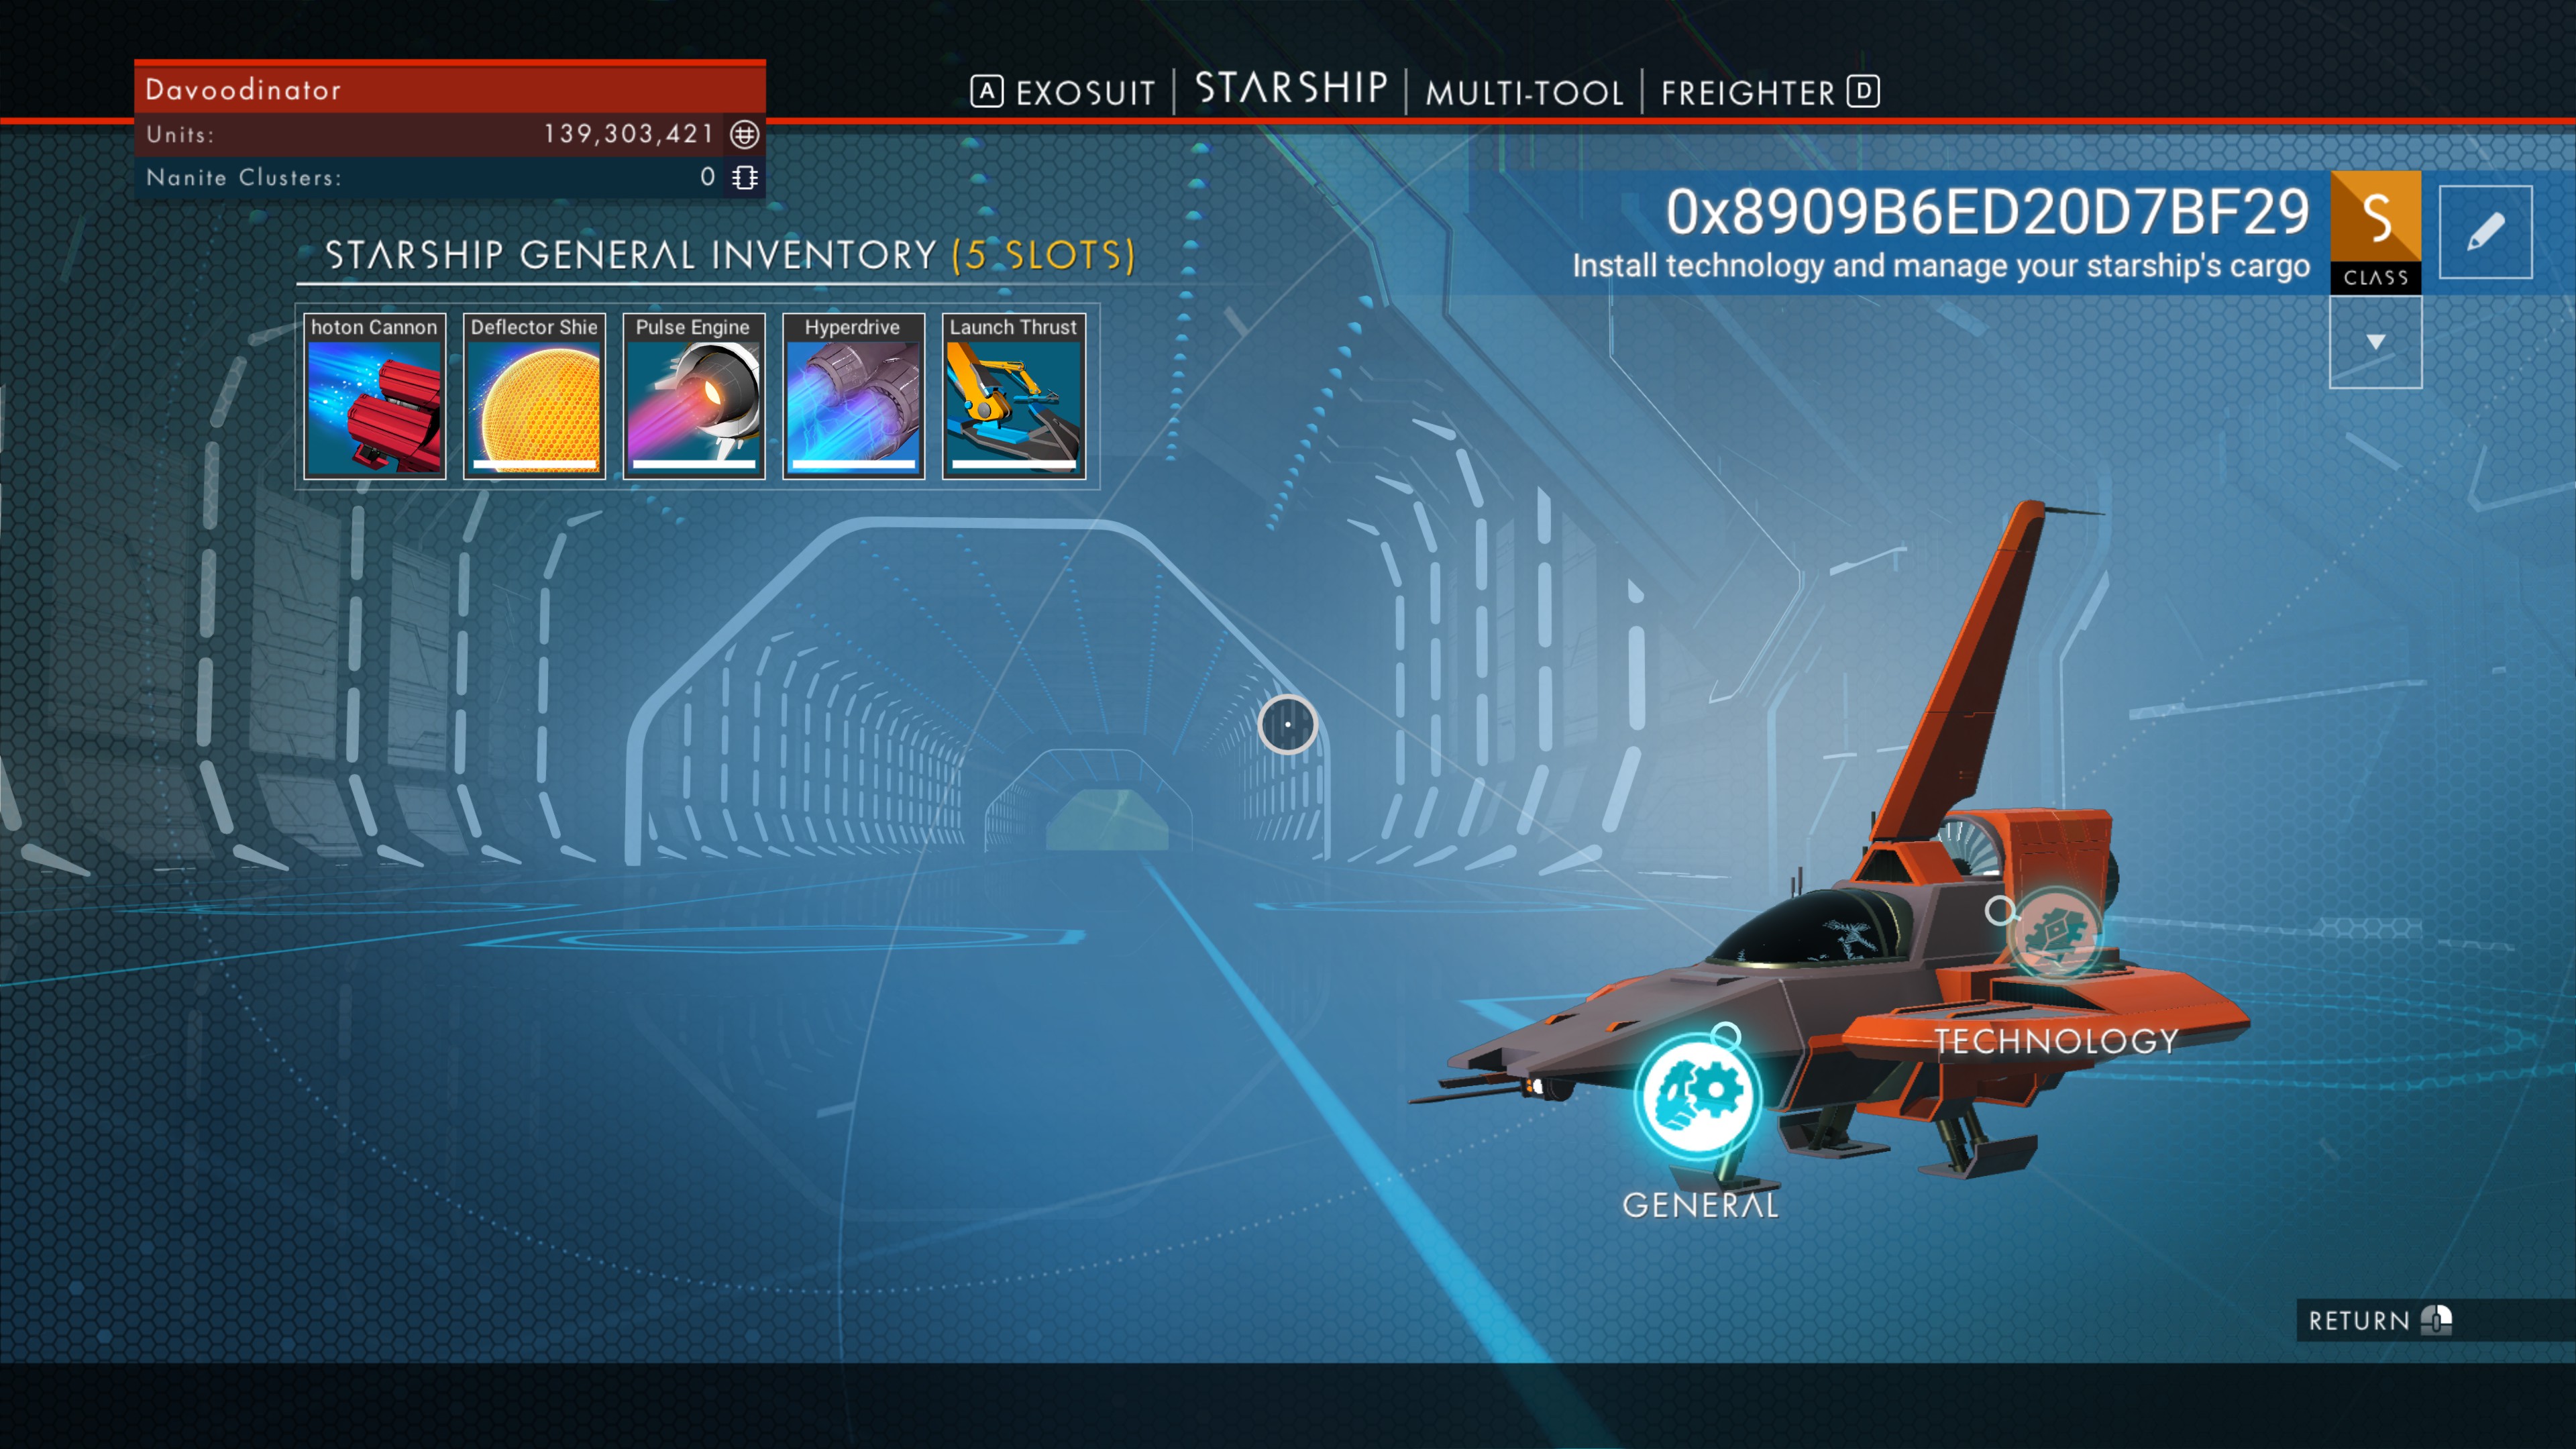 Davoodinator
Units: 139,303,421
Nanite Clusters: 0
A EXOSUIT STARSHIP MULTI-TOOL FREIGHTER D
0x8909B6ED20D7BF29
Install technology and manage your starship's cargo
S
CLASS
STARSHIP GENERAL INVENTORY (5 SLOTS)
hoton Cannon Deflector Shie Pulse Engine Hyperdrive Launch Thrust
TECHNOLOGY
GENERAL
RETURN